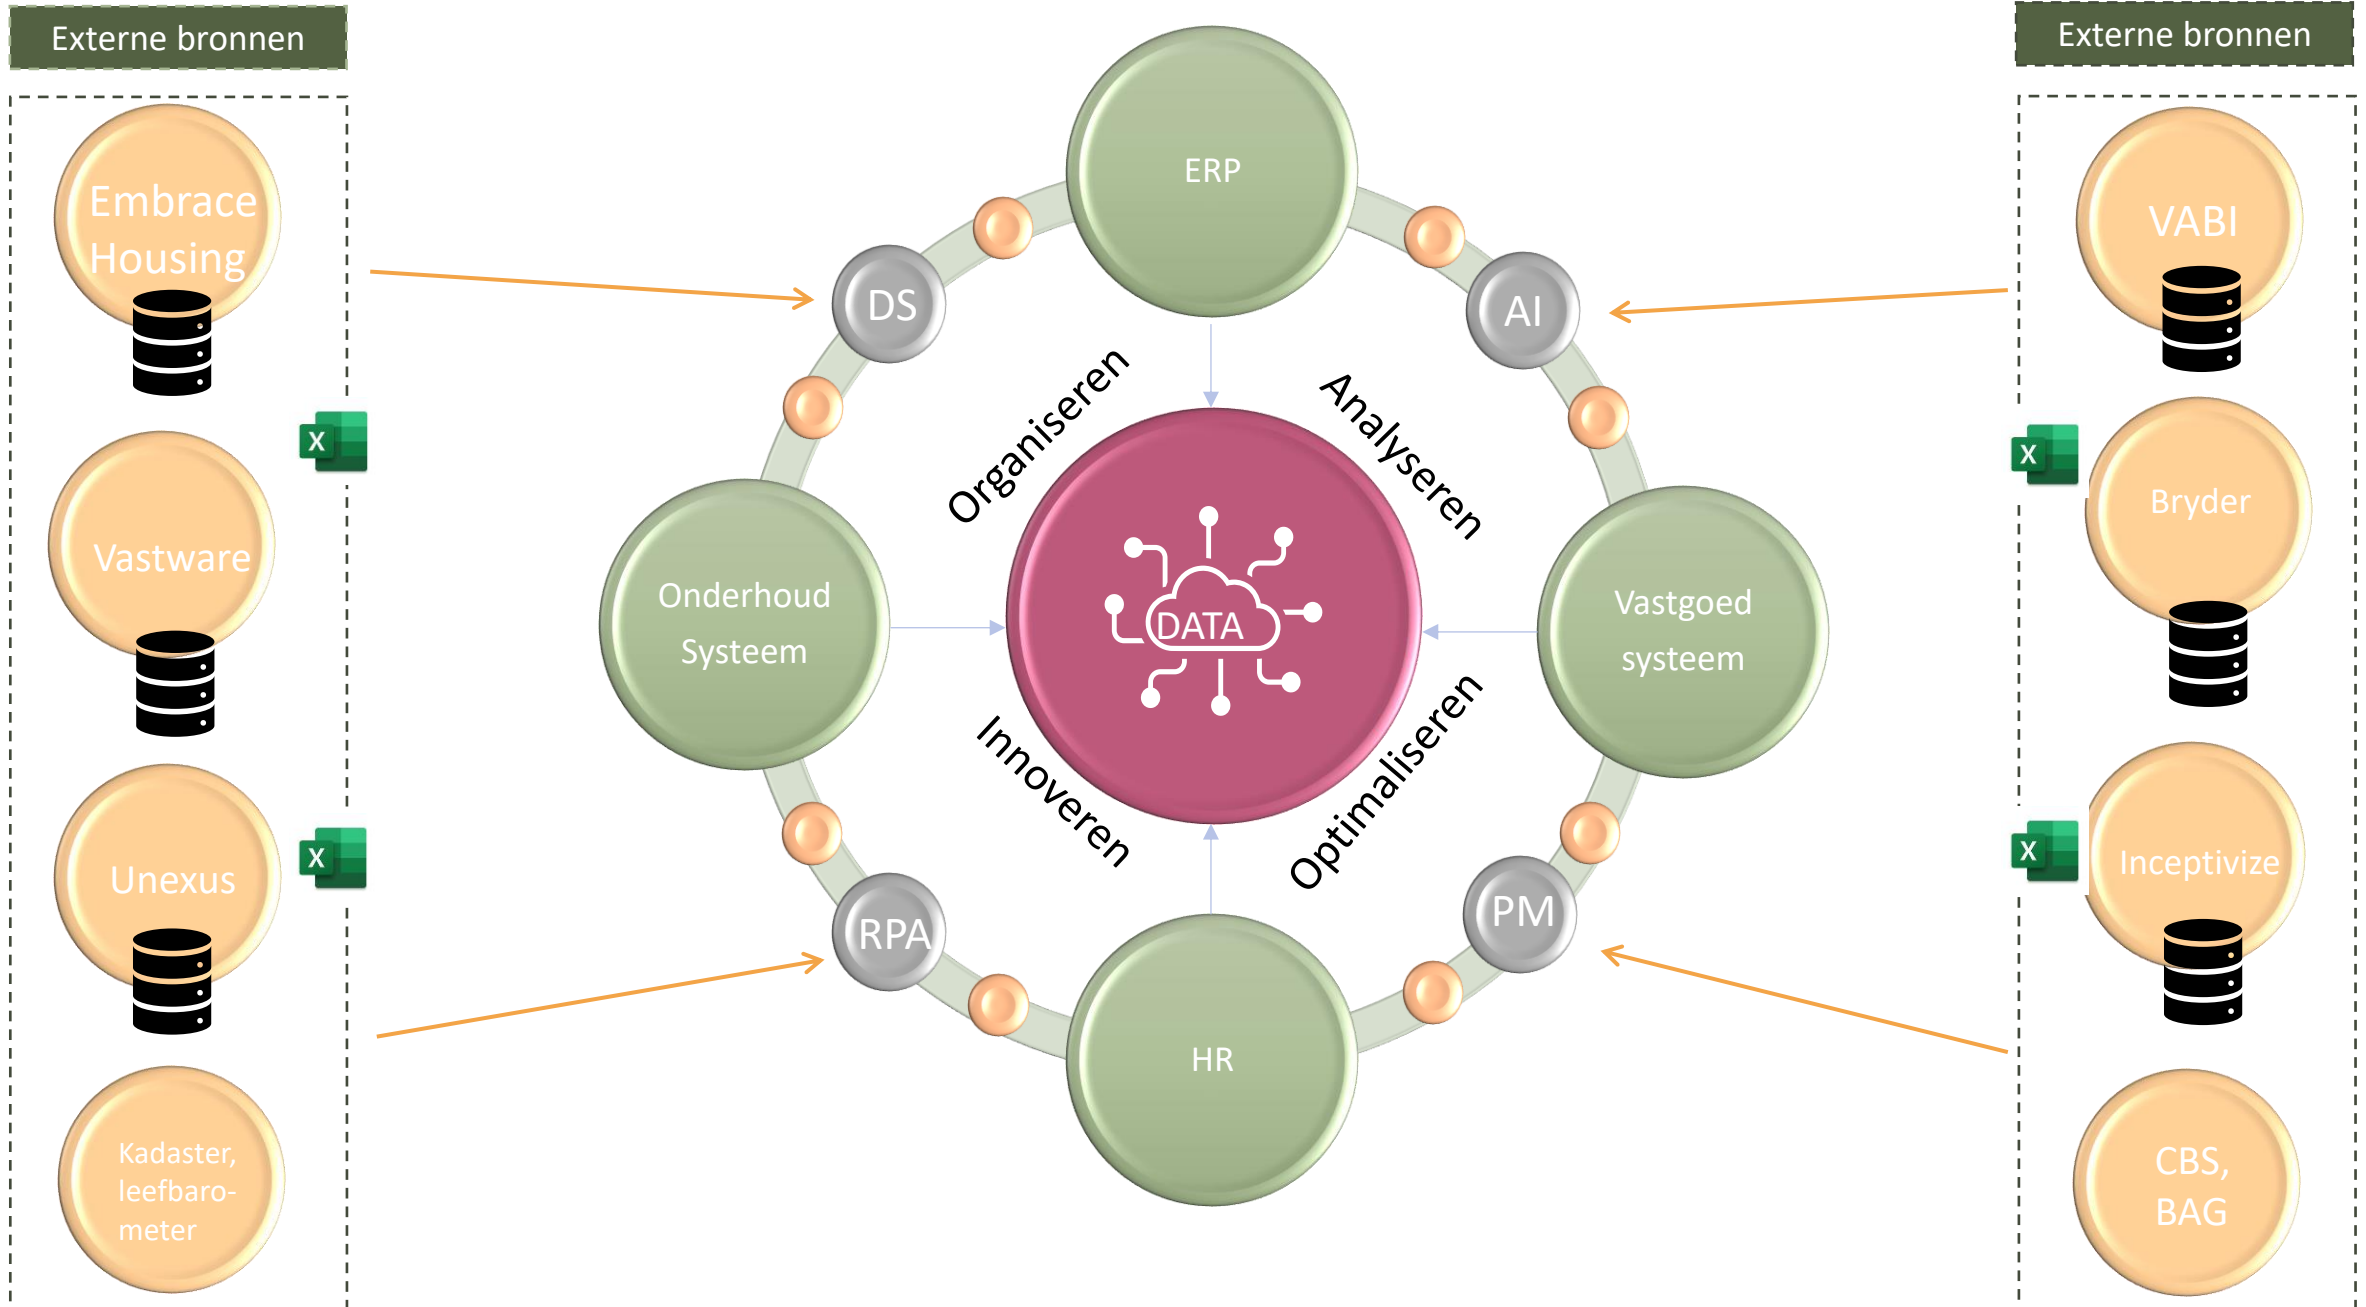 Externe bronnen
Embrace
Housing
X
Vastware
Unexus
X
Kadaster,
leefbaro-
meter
ERP
DS
AI
Organiseren
Analyseren
Onderhoud
Systeem
DATA
Vastgoed
systeem
Innoveren
Optimaliseren
RPA
PM
HR
Externe bronnen
VABI
X
Bryder
X
Inceptivize
CBS,
BAG